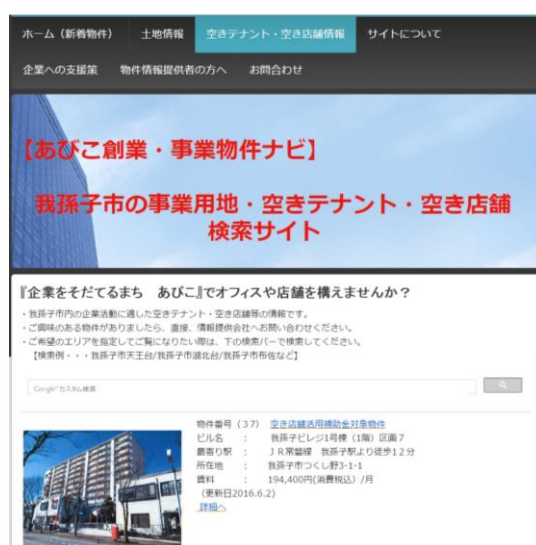 ホーム（新着物件） 土地情報 空きテナント・空き店舗情報 サイトについて
企業への支援策 物件情報提供者の方へ お問合わせ
【あびこ創業・事業物件ナビ】
我孫子市の事業用地・空きテナント・空き店舗
検索サイト
『企業をそだてるまち　あびこ』でオフィスや店舗を構えませんか？
・我孫子市内の企業活動に適した空きテナント・空き店舗等の情報です。
・ご興味のある物件がありましたら、直接、情報提供会社へお問い合わせください。
・ご希望のエリアを指定してご覧になりたい際は、下の検索バーで検索してください。
【検索例・・・我孫子市天王台/我孫子市湖北台/我孫子市布佐など】
Google カスタム検索
物件番号（37） 空き店舗活用補助金対象物件
ビル名 ： 我孫子ビレジ1号棟（1階）区画７
最寄り駅 ： ＪＲ常磐線 我孫子駅より徒歩１２分
所在地 ： 我孫子市つくし野3-1-1
賃料 ： 194,400円(消費税込）/月
（更新日2016.6.2)
詳細へ